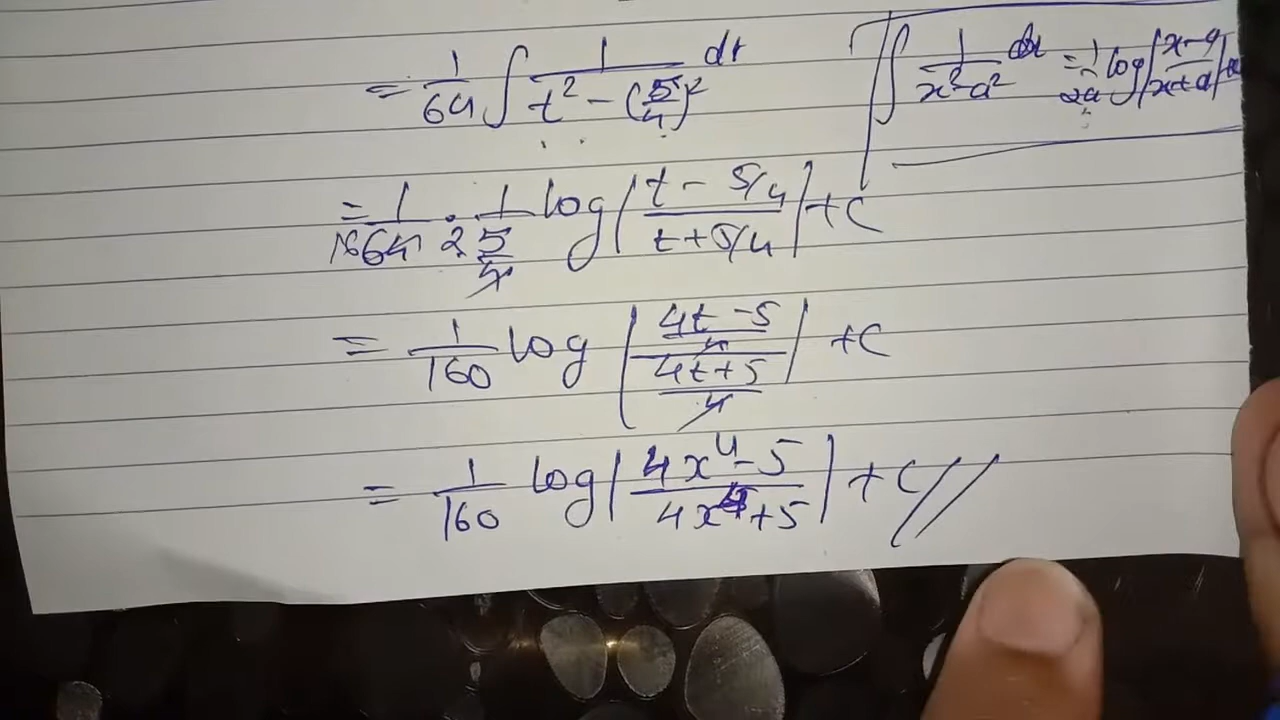 = 1/64 ∫ 1/(t² - (5/4)²) dt
∫ 1/(x² - a²) dx = 1/2a log|(x-a)/(x+a)| + c
= 1/64 · 1/(2 · 5/4) log|(t - 5/4)/(t + 5/4)| + c
= 1/160 log|((4t - 5)/4)/((4t + 5)/4)| + c
= 1/160 log|(4x⁴ - 5)/(4x⁴ + 5)| + c //